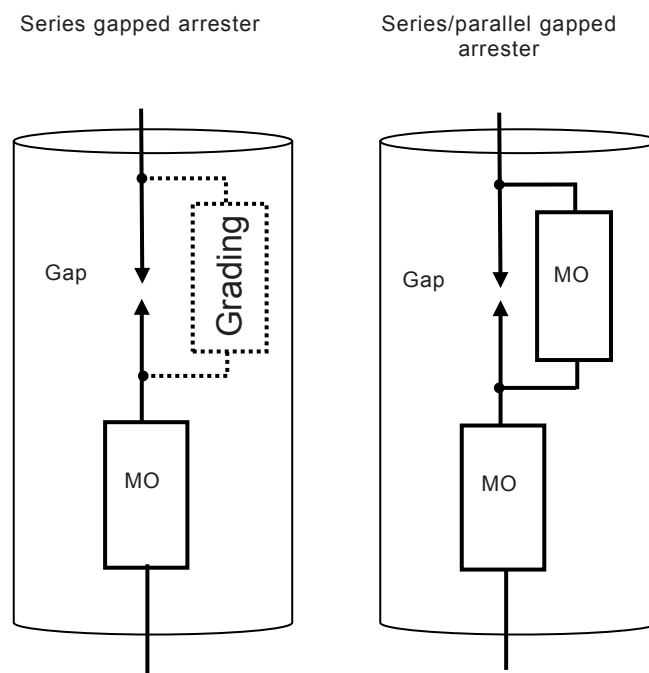 Series gapped arrester
Gap
Grading
MO
Series/parallel gapped
arrester
Gap
MO
MO